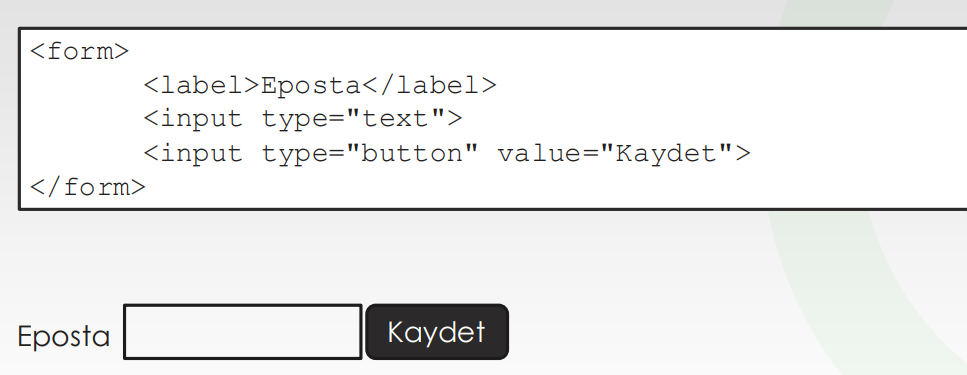 <form>
<label>Eposta</label>
<input type="text">
<input type="button" value="Kaydet">
</form>
Eposta Kaydet